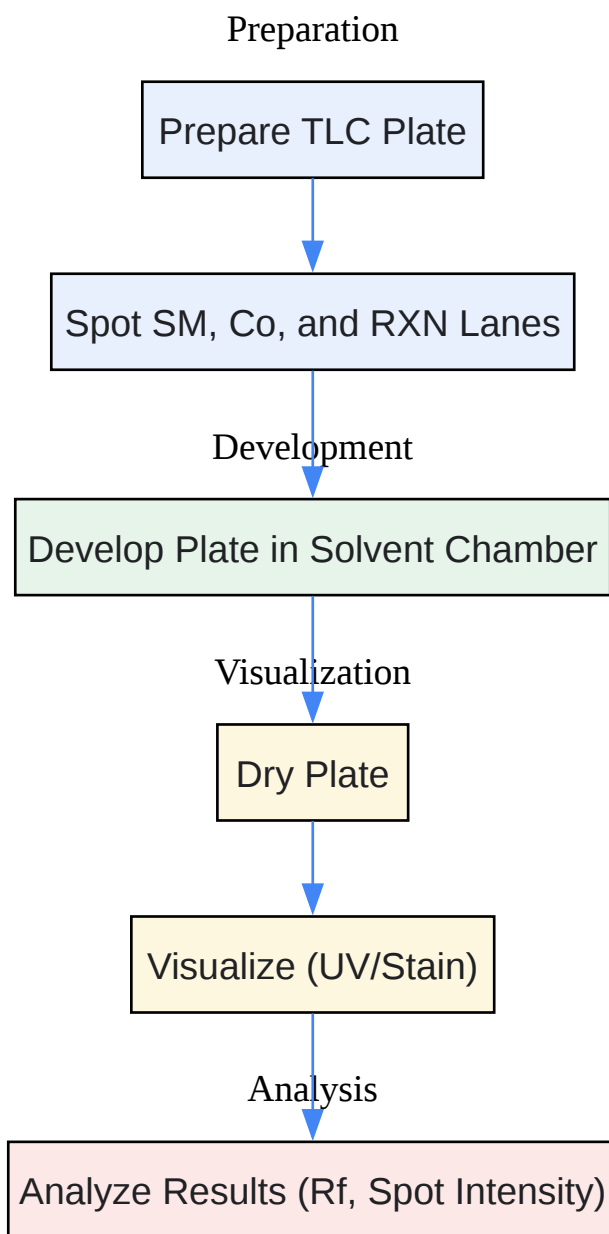 Preparation
Prepare TLC Plate
Spot SM, Co, and RXN Lanes
Development
Develop Plate in Solvent Chamber
Visualization
Dry Plate
Visualize (UV/Stain)
Analysis
Analyze Results (Rf, Spot Intensity)